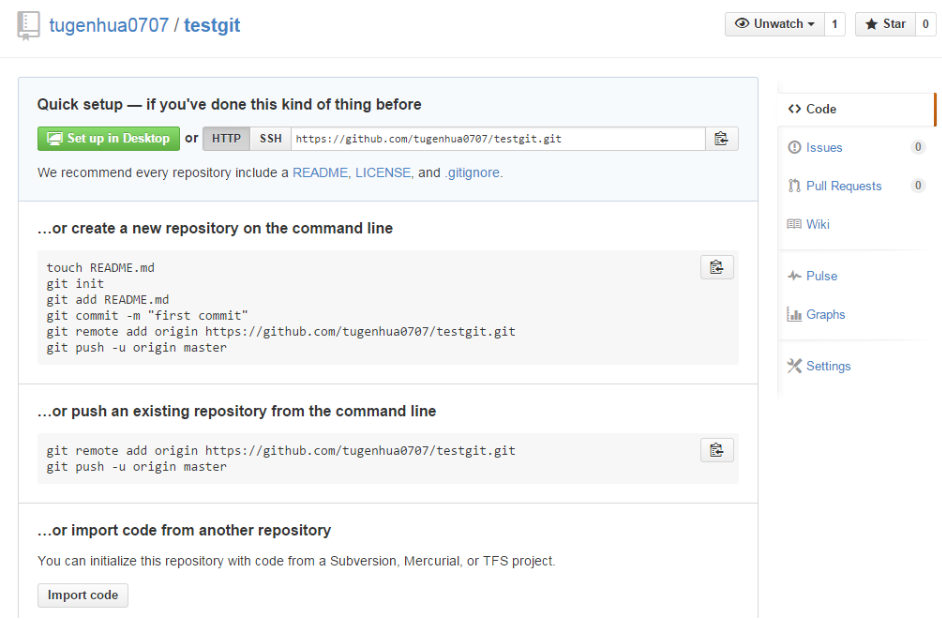 tugenhua0707 / testgit
Unwatch 1 Star 0
Quick setup — if you've done this kind of thing before
Set up in Desktop or HTTP SSH https://github.com/tugenhua0707/testgit.git
We recommend every repository include a README, LICENSE, and .gitignore.
…or create a new repository on the command line
touch README.md
git init
git add README.md
git commit -m "first commit"
git remote add origin https://github.com/tugenhua0707/testgit.git
git push -u origin master
…or push an existing repository from the command line
git remote add origin https://github.com/tugenhua0707/testgit.git
git push -u origin master
…or import code from another repository
You can initialize this repository with code from a Subversion, Mercurial, or TFS project.
Import code
Code
Issues 0
Pull Requests 0
Wiki
Pulse
Graphs
Settings